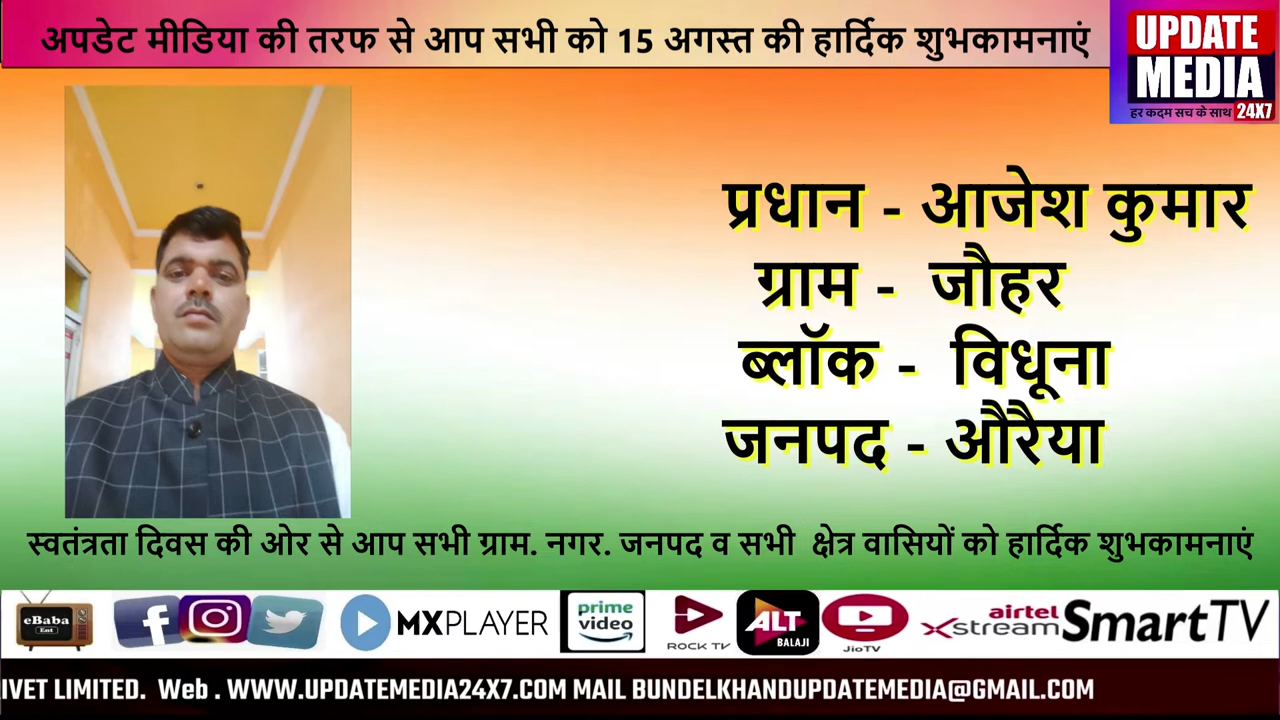 अपडेट मीडिया की तरफ से आप सभी को 15 अगस्त की हार्दिक शुभकामनाएं
UPDATE
MEDIA
हर कदम सच के साथ 24X7
प्रधान - आजेश कुमार
ग्राम - जौहर
ब्लॉक - विधूना
जनपद - औरैया
स्वतंत्रता दिवस की ओर से आप सभी ग्राम. नगर. जनपद व सभी क्षेत्र वासियों को हार्दिक शुभकामनाएं
eBaba
Ent
MXPLAYER
prime
video
ROCK TV
ALT
BALAJI
JioTV
airtel
Xstream
SmartTV
IVET LIMITED. Web . WWW.UPDATEMEDIA24X7.COM MAIL BUNDELKHANDUPDATEMEDIA@GMAIL.COM